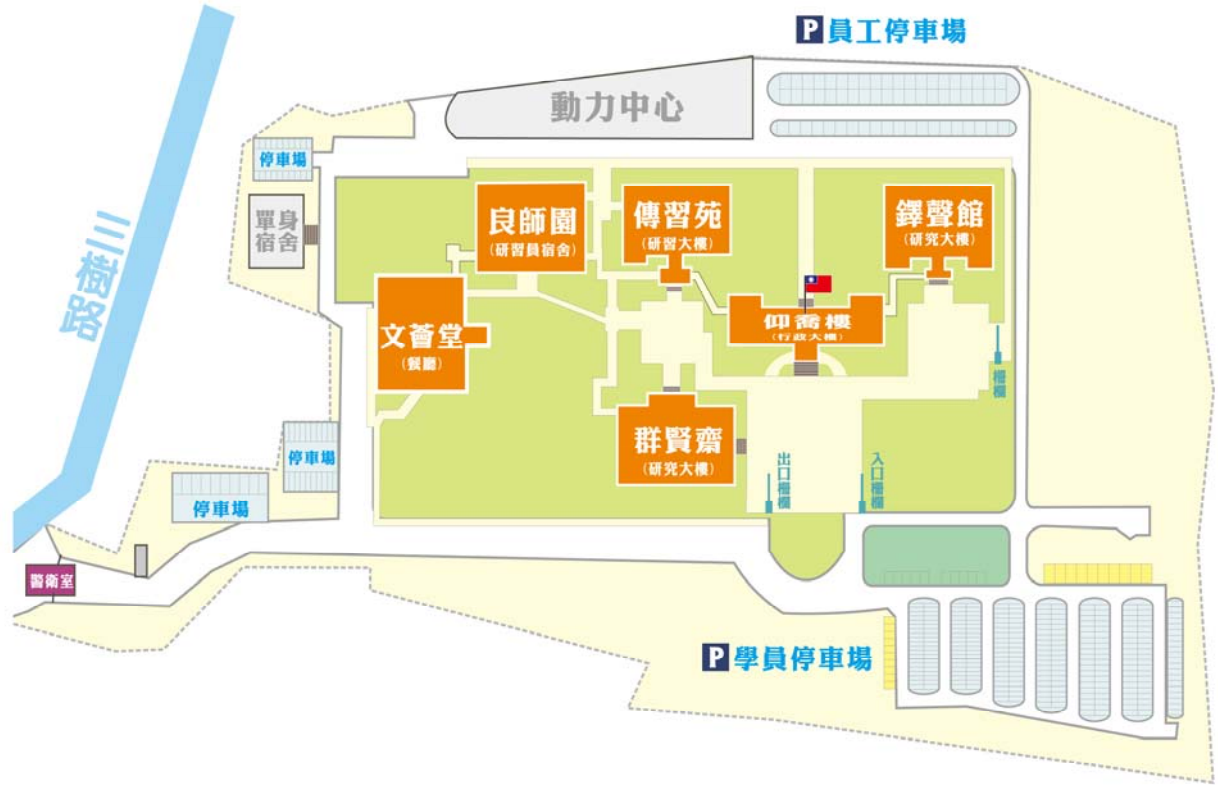 P 員工停車場
動力中心
停車場
單身
宿舍
三樹路
良師園
(研習員宿舍)
傳習苑
(研習大樓)
鐸聲館
(研究大樓)
文薈堂
(餐廳)
仰喬樓
(行政大樓)
柵欄
群賢齋
(研究大樓)
出口柵欄
入口柵欄
停車場
停車場
警衛室
P 學員停車場